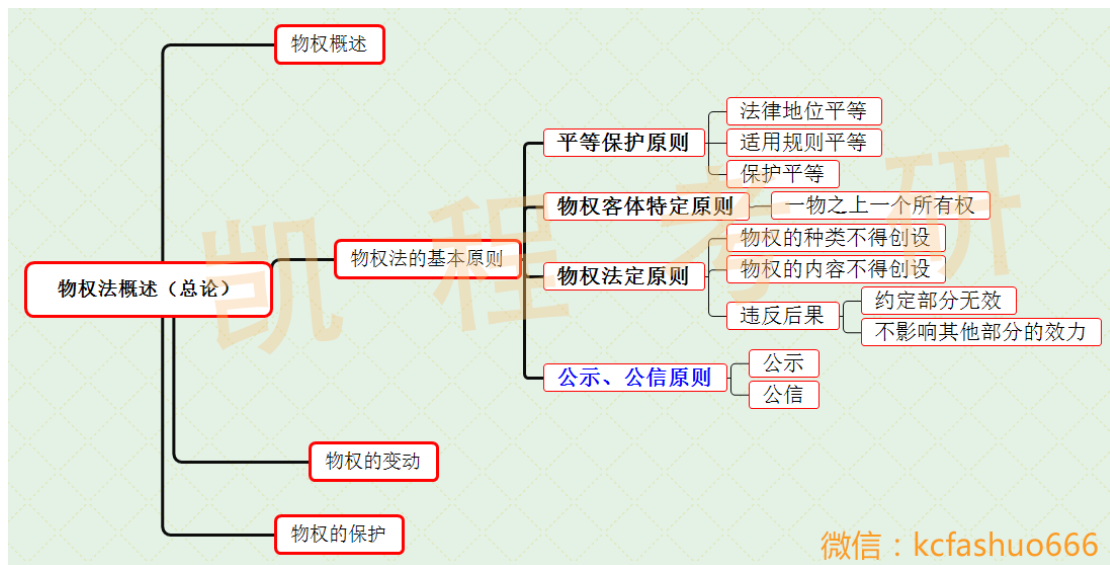 物权概述
法律地位平等
平等保护原则
适用规则平等
保护平等
物权客体特定原则
一物之上一个所有权
物权的种类不得创设
物权法的基本原则
物权法定原则
物权的内容不得创设
物权法概述（总论）
违反后果
约定部分无效
不影响其他部分的效力
公示、公信原则
公示
公信
物权的变动
物权的保护
凯程考研
微信：kcfashuo666